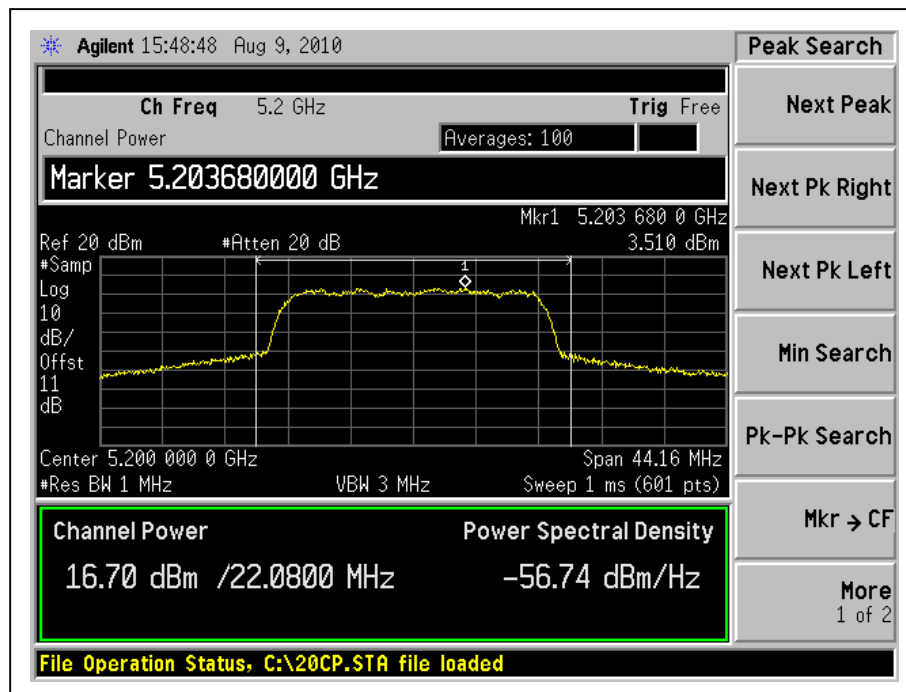 Agilent 15:48:48 Aug 9, 2010
Peak Search
Ch Freq 5.2 GHz Trig Free
Channel Power Averages: 100
Marker 5.203680000 GHz
Mkr1 5.203 680 0 GHz
Ref 20 dBm #Atten 20 dB 3.510 dBm
#Samp
Log
10
dB/
Offst
11
dB
1
Center 5.200 000 0 GHz Span 44.16 MHz
#Res BW 1 MHz VBW 3 MHz Sweep 1 ms (601 pts)
Channel Power Power Spectral Density
16.70 dBm /22.0800 MHz -56.74 dBm/Hz
File Operation Status, C:\20CP.STA file loaded
Next Peak
Next Pk Right
Next Pk Left
Min Search
Pk-Pk Search
Mkr → CF
More
1 of 2